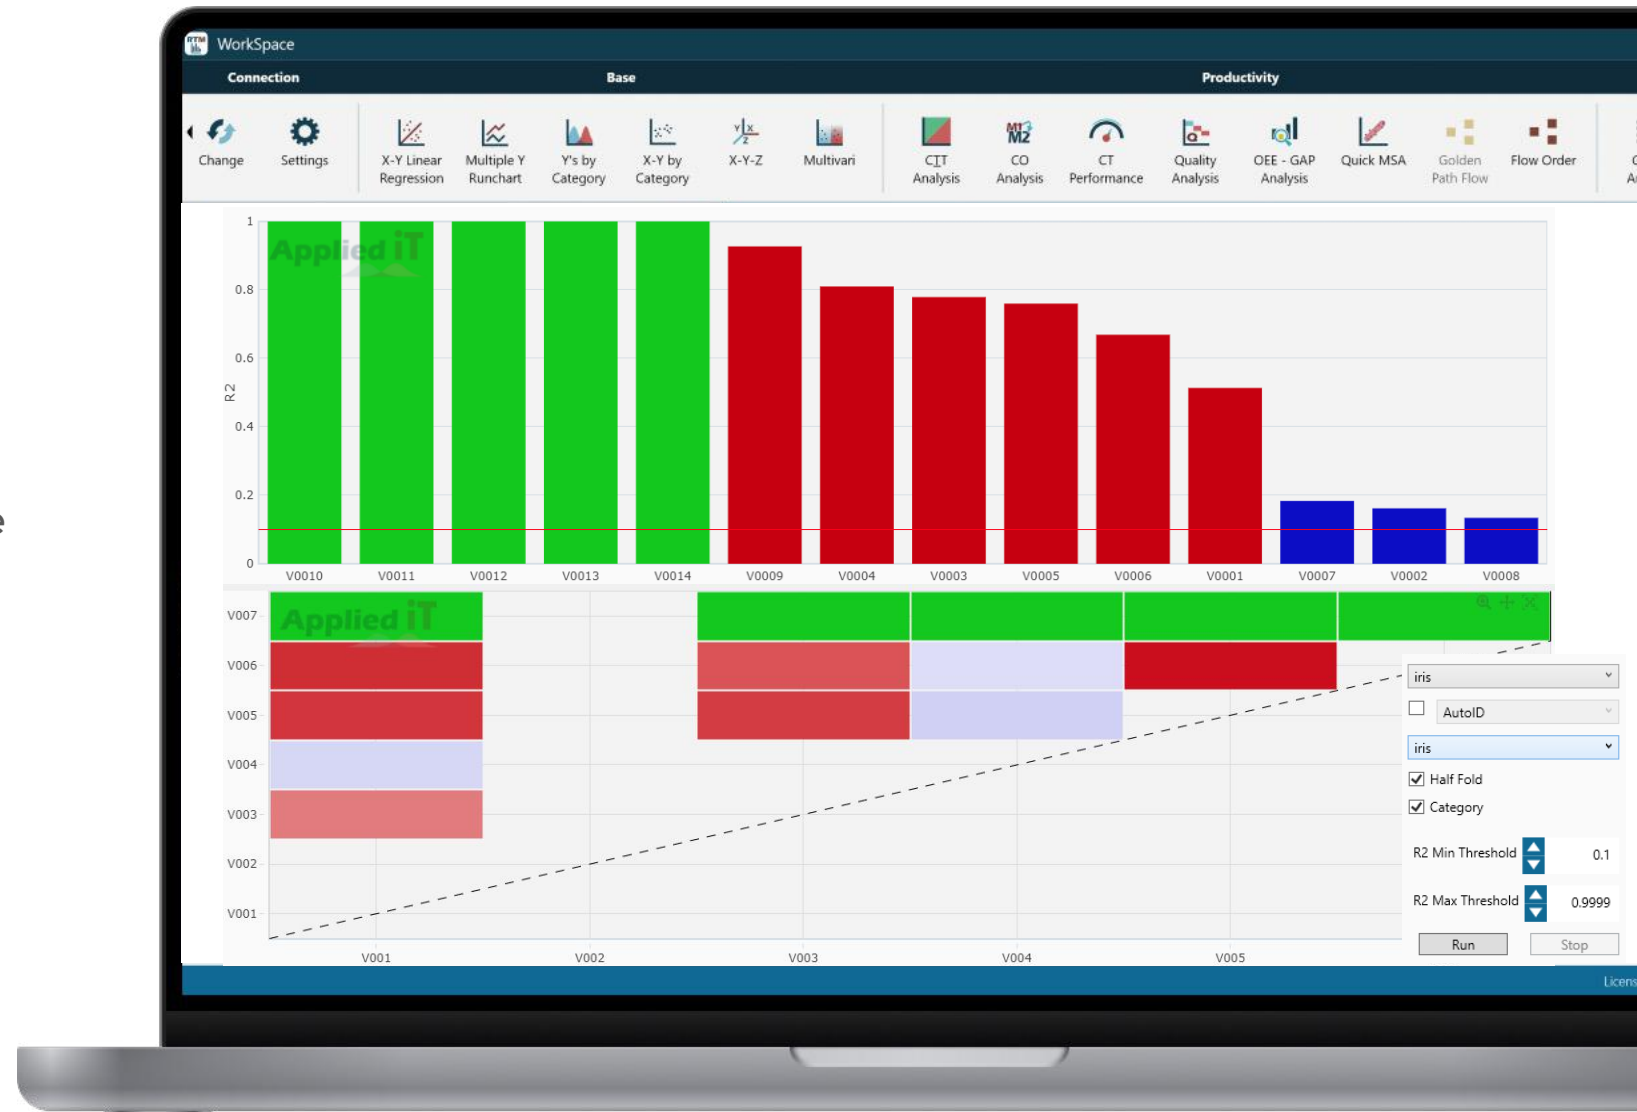 RTM
WorkSpace
Connection
Base
Productivity
Change
Settings
X-Y Linear
Regression
Multiple Y
Runchart
Y's by
Category
X-Y by
Category
Y X
Z
X-Y-Z
Multivari
CIT
Analysis
M1
M2
CO
Analysis
CT
Performance
Quality
Analysis
OEE - GAP
Analysis
Quick MSA
Golden
Path Flow
Flow Order
1
0.8
0.6
0.4
0.2
0
R2
Applied iT
V0010 V0011 V0012 V0013 V0014 V0009 V0004 V0003 V0005 V0006 V0001 V0007 V0002 V0008
Applied iT
V007
V006
V005
V004
V003
V002
V001
V001 V002 V003 V004 V005
iris
AutoID
iris
Half Fold
Category
R2 Min Threshold 0.1
R2 Max Threshold 0.9999
Run Stop
Licens
e